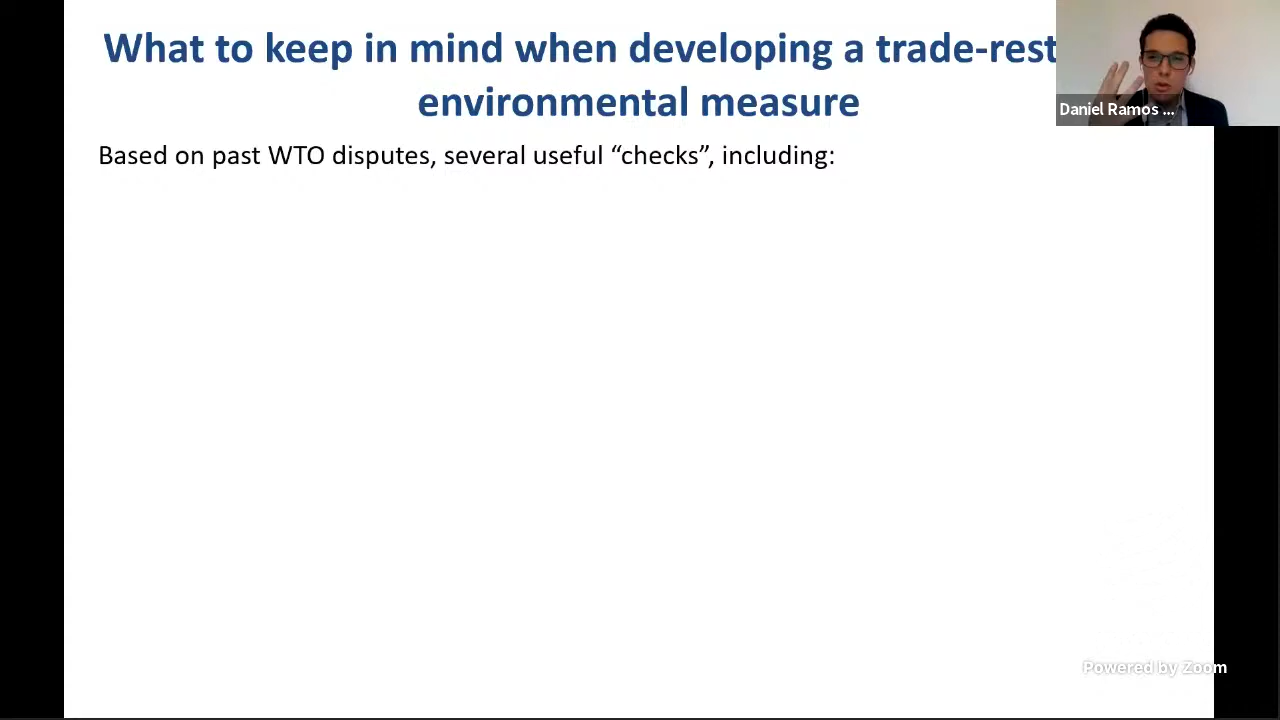 What to keep in mind when developing a trade-rest
environmental measure
Daniel Ramos ...
Based on past WTO disputes, several useful “checks”, including:
Powered by Zoom